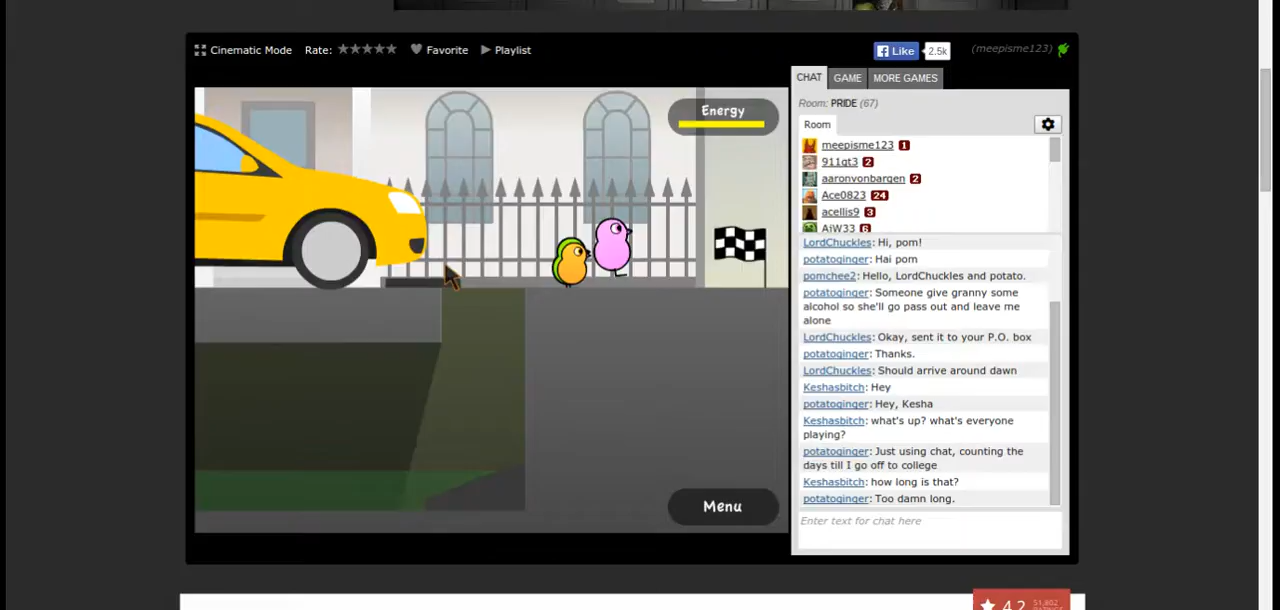 Cinematic Mode Rate: Favorite Playlist
Like 2.5k
(meepisme123)
CHAT GAME MORE GAMES
Room: PRIDE (67)
Room
meepisme123 1
911gt3 2
aaronvonbargen 2
Ace0823 24
acellis9 3
AiW33 6
Energy
LordChuckles: Hi, pom!
potatoginger: Hai pom
pomchee2: Hello, LordChuckles and potato.
potatoginger: Someone give granny some
alcohol so she'll go pass out and leave me
alone
LordChuckles: Okay, sent it to your P.O. box
potatoginger: Thanks.
LordChuckles: Should arrive around dawn
Keshasbitch: Hey
potatoginger: Hey, Kesha
Keshasbitch: what's up? what's everyone
playing?
potatoginger: Just using chat, counting the
days till I go off to college
Keshasbitch: how long is that?
potatoginger: Too damn long.
Menu
Enter text for chat here
4.2 51,802